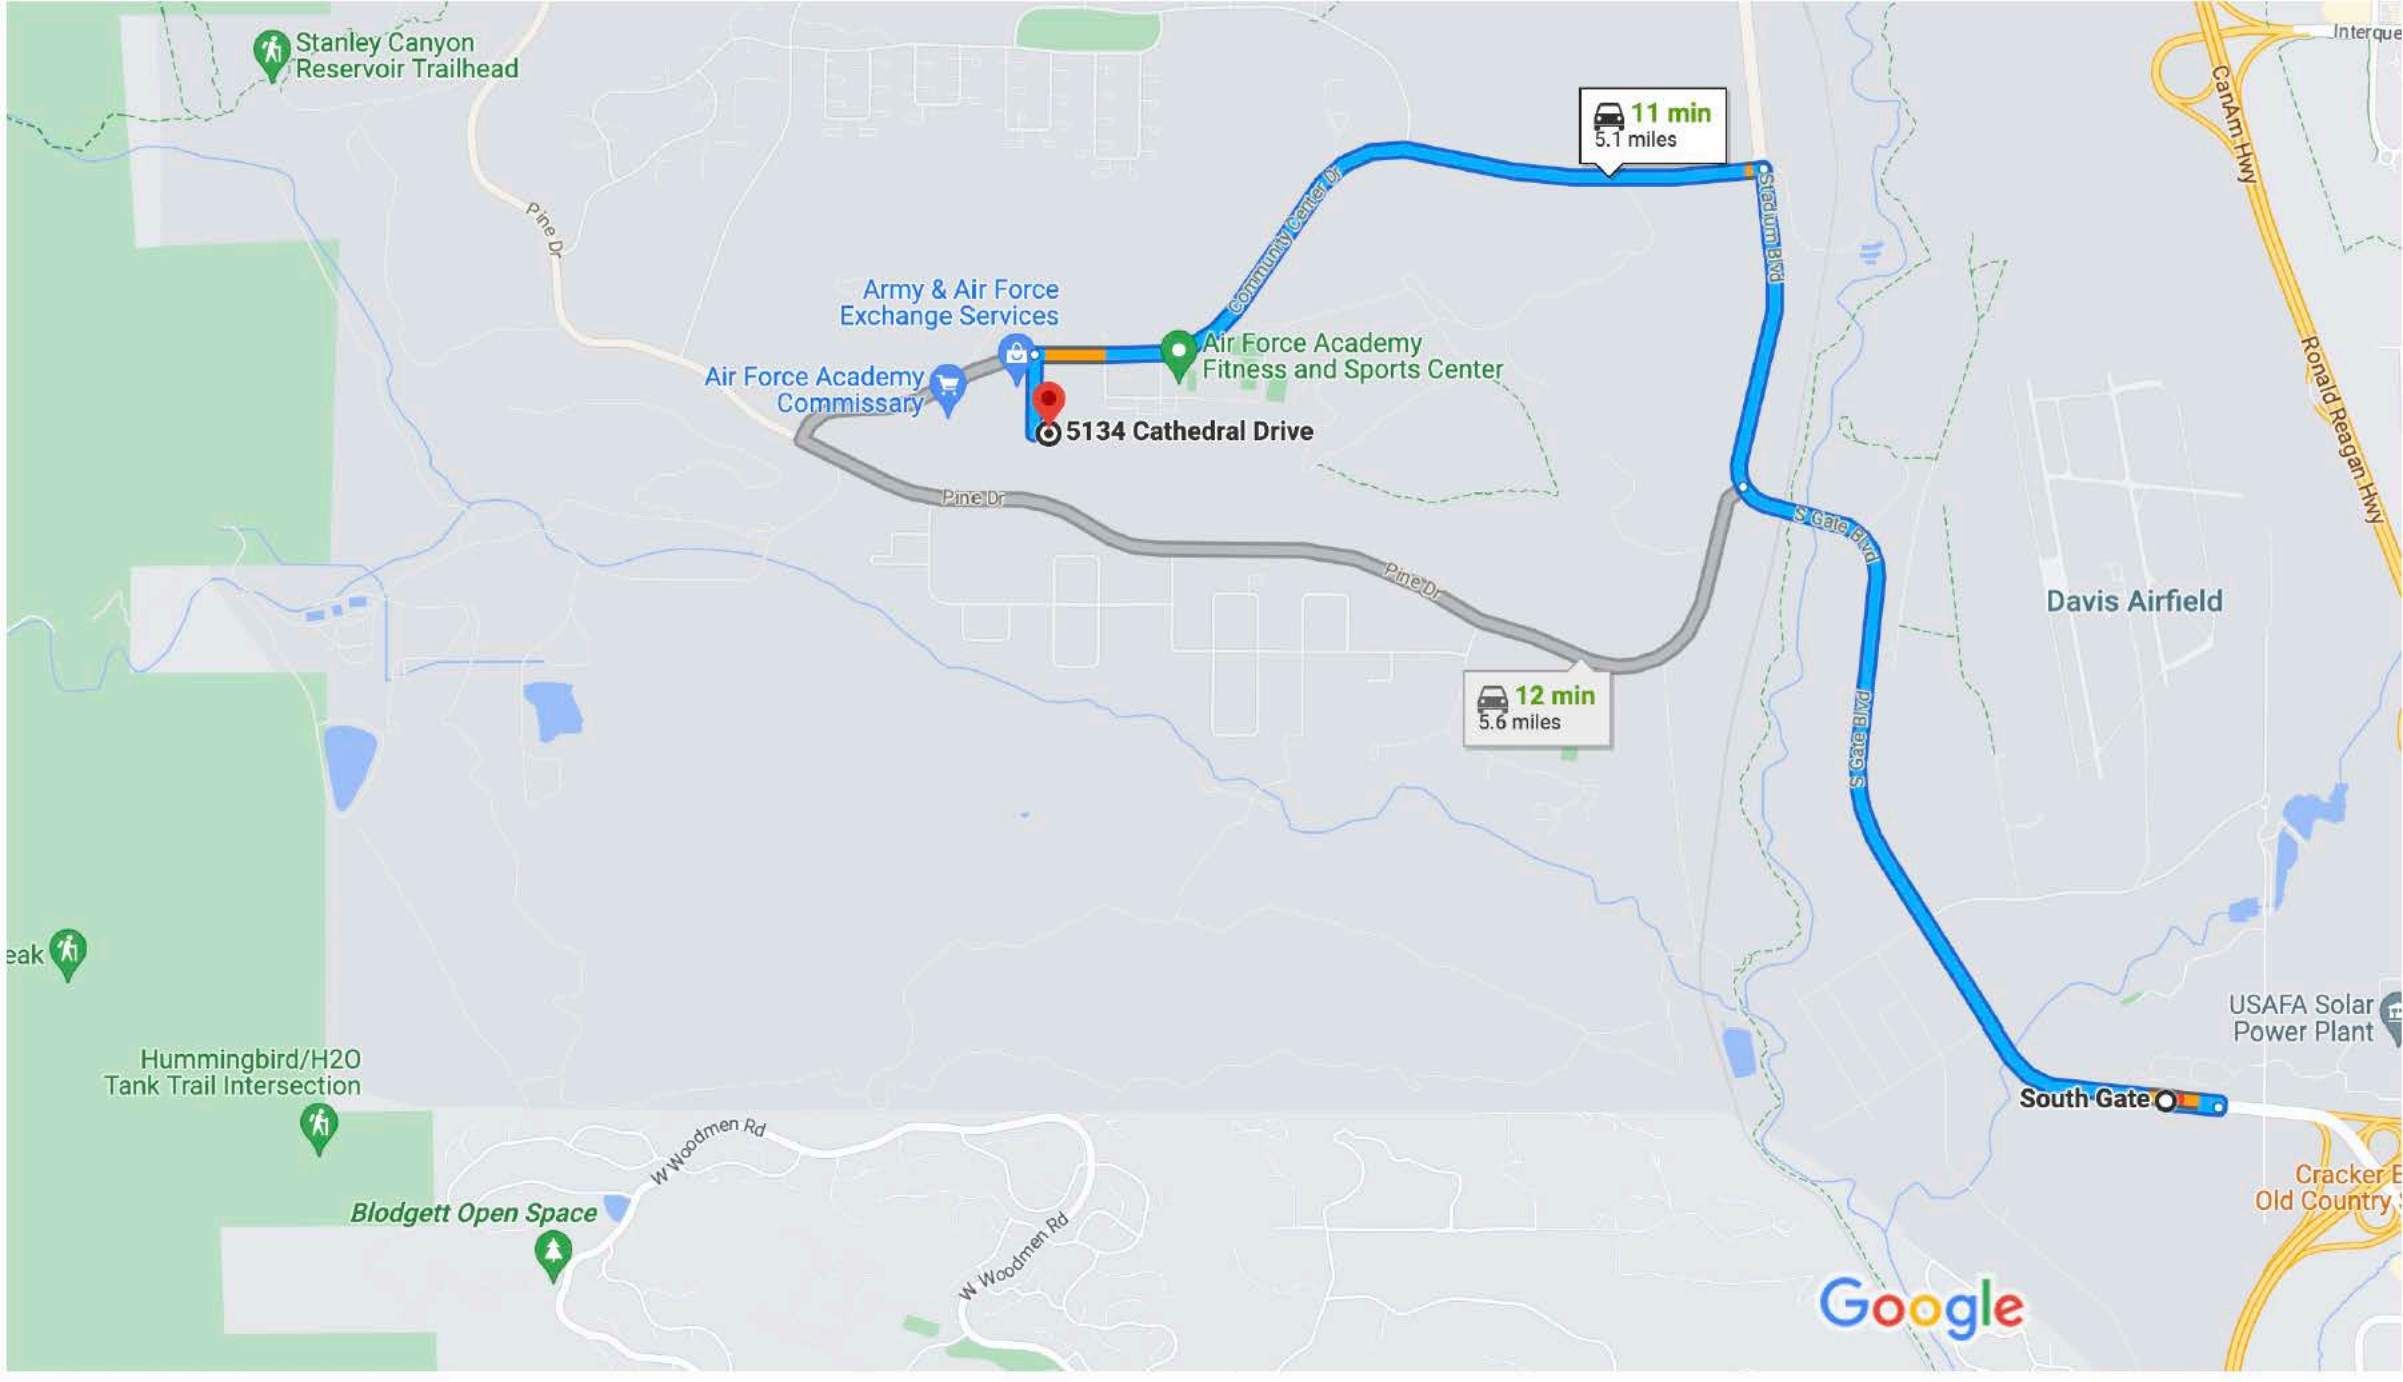 Stanley Canyon
Reservoir Trailhead
Interque
CanAm Hwy
11 min
5.1 miles
Pine Dr
Community Center Dr
Stadium Blvd
Army & Air Force
Exchange Services
Air Force Academy
Fitness and Sports Center
Ronald Reagan Hwy
Air Force Academy
Commissary
5134 Cathedral Drive
Pine Dr
S Gate Blvd
Pine Dr
Davis Airfield
12 min
5.6 miles
S Gate Blvd
eak
USAFA Solar
Power Plant
Hummingbird/H2O
Tank Trail Intersection
South Gate
W Woodmen Rd
Cracker
Old Country
Blodgett Open Space
W Woodmen Rd
Google